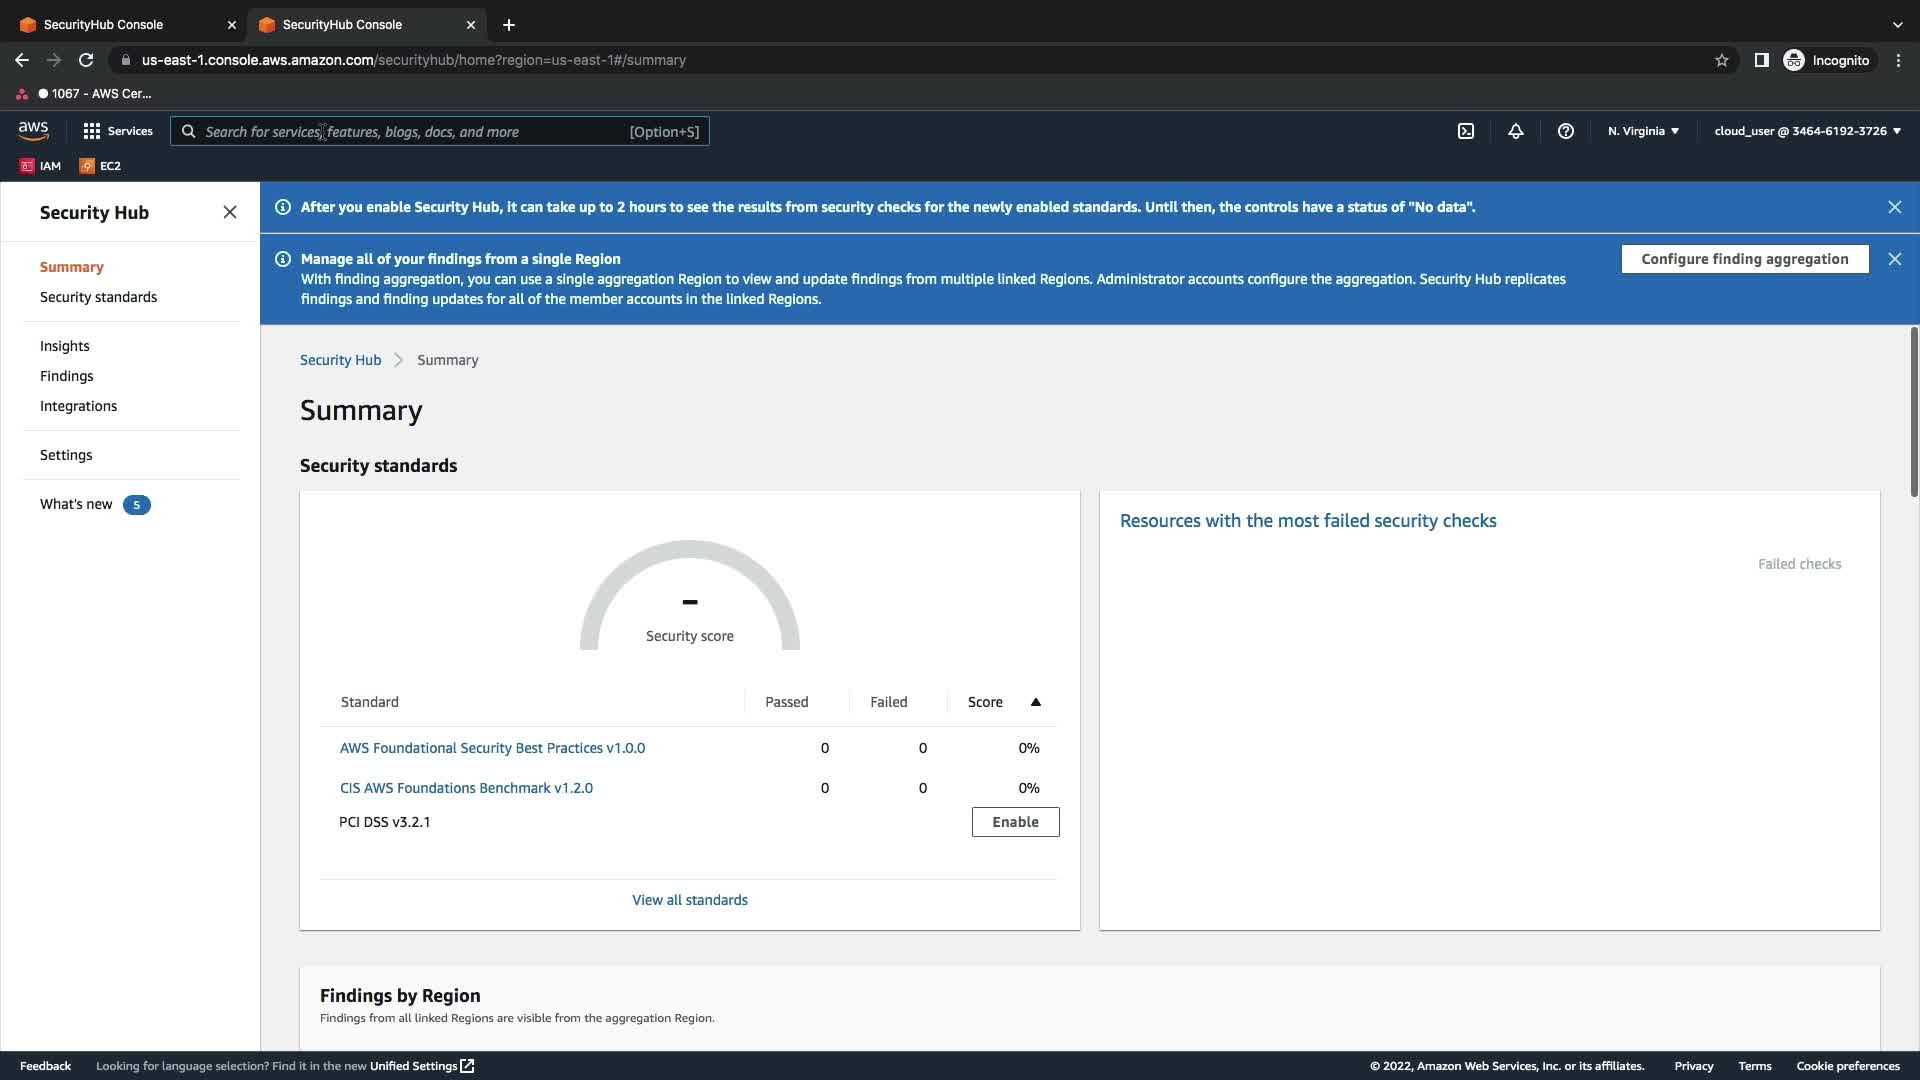 SecurityHub Console
SecurityHub Console
us-east-1.console.aws.amazon.com/securityhub/home?region=us-east-1#/summary
Incognito
1067 - AWS Cer...
aws
Services
Search for services, features, blogs, docs, and more
[Option+S]
N. Virginia
cloud_user @ 3464-6192-3726
IAM
EC2
Security Hub
Summary
Security standards
Insights
Findings
Integrations
Settings
What's new 5
After you enable Security Hub, it can take up to 2 hours to see the results from security checks for the newly enabled standards. Until then, the controls have a status of "No data".
Manage all of your findings from a single Region
With finding aggregation, you can use a single aggregation Region to view and update findings from multiple linked Regions. Administrator accounts configure the aggregation. Security Hub replicates
findings and finding updates for all of the member accounts in the linked Regions.
Configure finding aggregation
Security Hub Summary
Summary
Security standards
–
Security score
Standard Passed Failed Score
AWS Foundational Security Best Practices v1.0.0 0 0 0%
CIS AWS Foundations Benchmark v1.2.0 0 0 0%
PCI DSS v3.2.1 Enable
View all standards
Resources with the most failed security checks
Failed checks
Findings by Region
Findings from all linked Regions are visible from the aggregation Region.
Feedback
Looking for language selection? Find it in the new Unified Settings
© 2022, Amazon Web Services, Inc. or its affiliates.
Privacy
Terms
Cookie preferences